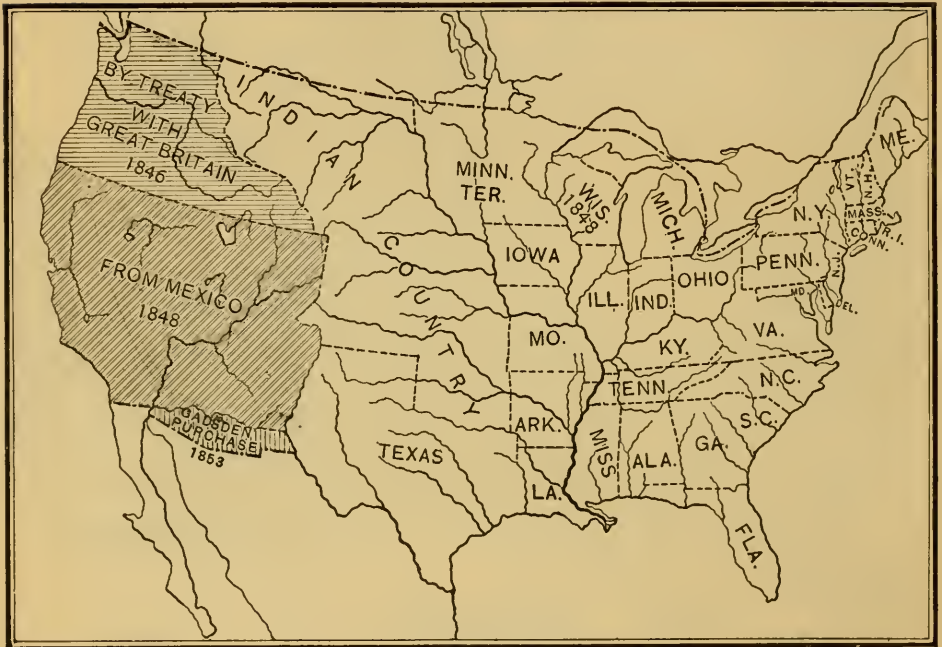 BY TREATY
WITH
GREAT BRITAIN
1846
FROM MEXICO
1848
GADSDEN
PURCHASE
1853
INDIAN
COUNTRY
MINN.
TER.
WIS.
1848
MICH.
IOWA
ILL.
IND.
OHIO
PENN.
N.Y.
VT.
N.H.
ME.
MASS.
R.I.
CONN.
N.J.
MD.
DEL.
VA.
KY.
MO.
TENN
N.C.
S.C.
ARK.
MISS
ALA.
GA.
TEXAS
LA.
FLA.